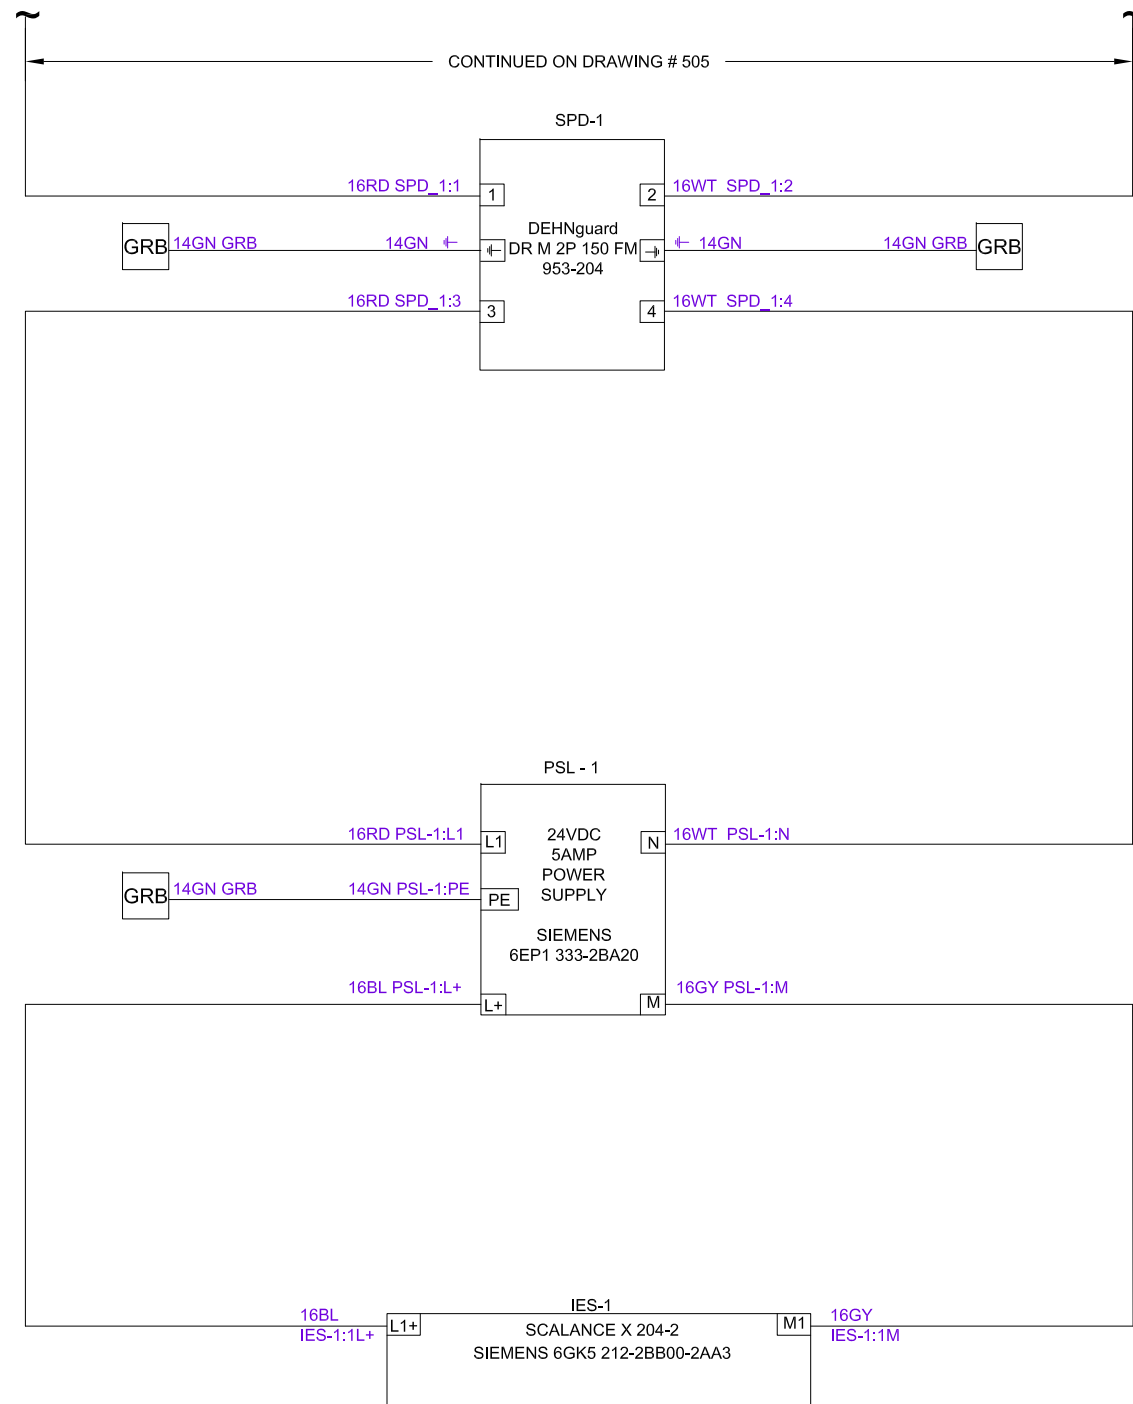 CONTINUED ON DRAWING # 505
SPD-1
16RD SPD_1:1
1
2
16WT SPD_1:2
GRB
14GN GRB
14GN
DEHNguard
DR M 2P 150 FM
953-204
14GN
14GN GRB
GRB
16RD SPD_1:3
3
4
16WT SPD_1:4
PSL - 1
16RD PSL-1:L1
L1
24VDC
5AMP
POWER
SUPPLY
N
16WT PSL-1:N
GRB
14GN GRB
14GN PSL-1:PE
PE
SIEMENS
6EP1 333-2BA20
16BL PSL-1:L+
L+
M
16GY PSL-1:M
IES-1
16BL
IES-1:1L+
L1+
SCALANCE X 204-2
SIEMENS 6GK5 212-2BB00-2AA3
M1
16GY
IES-1:1M